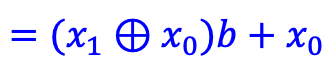 = (x₁ ⊕ x₀)b + x₀